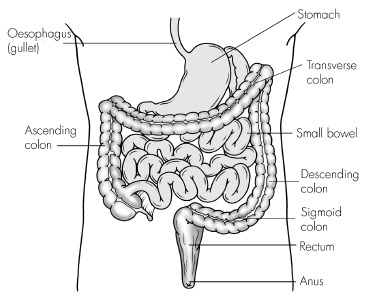 Stomach
Oesophagus
(gullet)
Transverse
colon
Ascending
colon
Small bowel
Descending
colon
Sigmoid
colon
Rectum
Anus